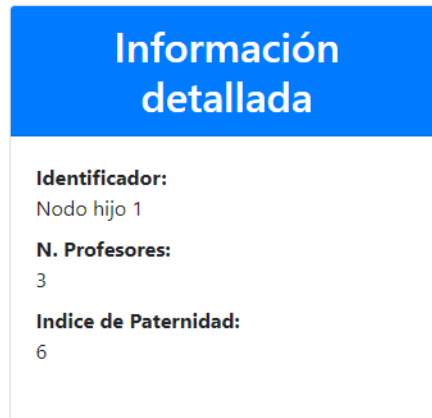 Información
detallada
Identificador:
Nodo hijo 1
N. Profesores:
3
Indice de Paternidad:
6